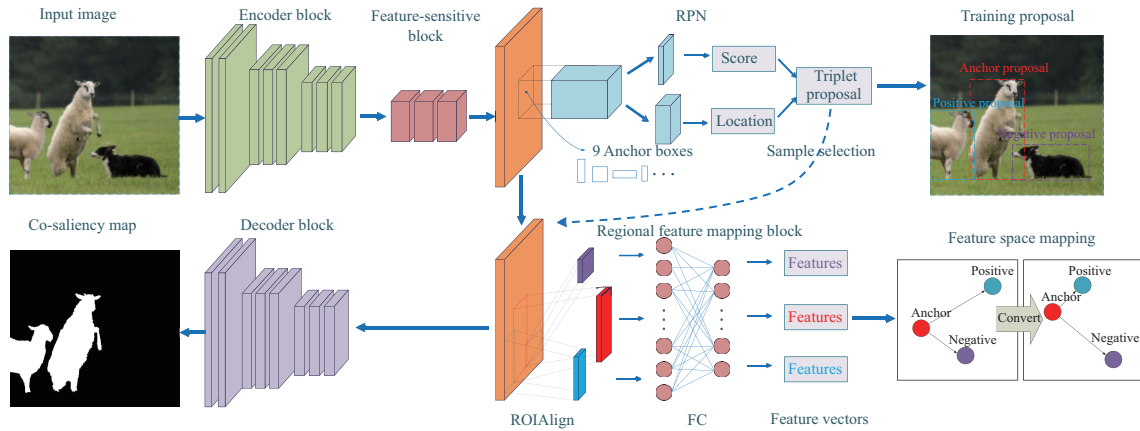 Input image
Encoder block
Feature-sensitive
block
RPN
Training proposal
Score
Location
Triplet
proposal
9 Anchor boxes
Sample selection
Anchor proposal
Positive proposal
Negative proposal
Co-saliency map
Decoder block
Regional feature mapping block
Feature space mapping
Features
Features
Features
Positive
Anchor
Negative
Convert
Positive
Anchor
Negative
ROIAlign
FC
Feature vectors